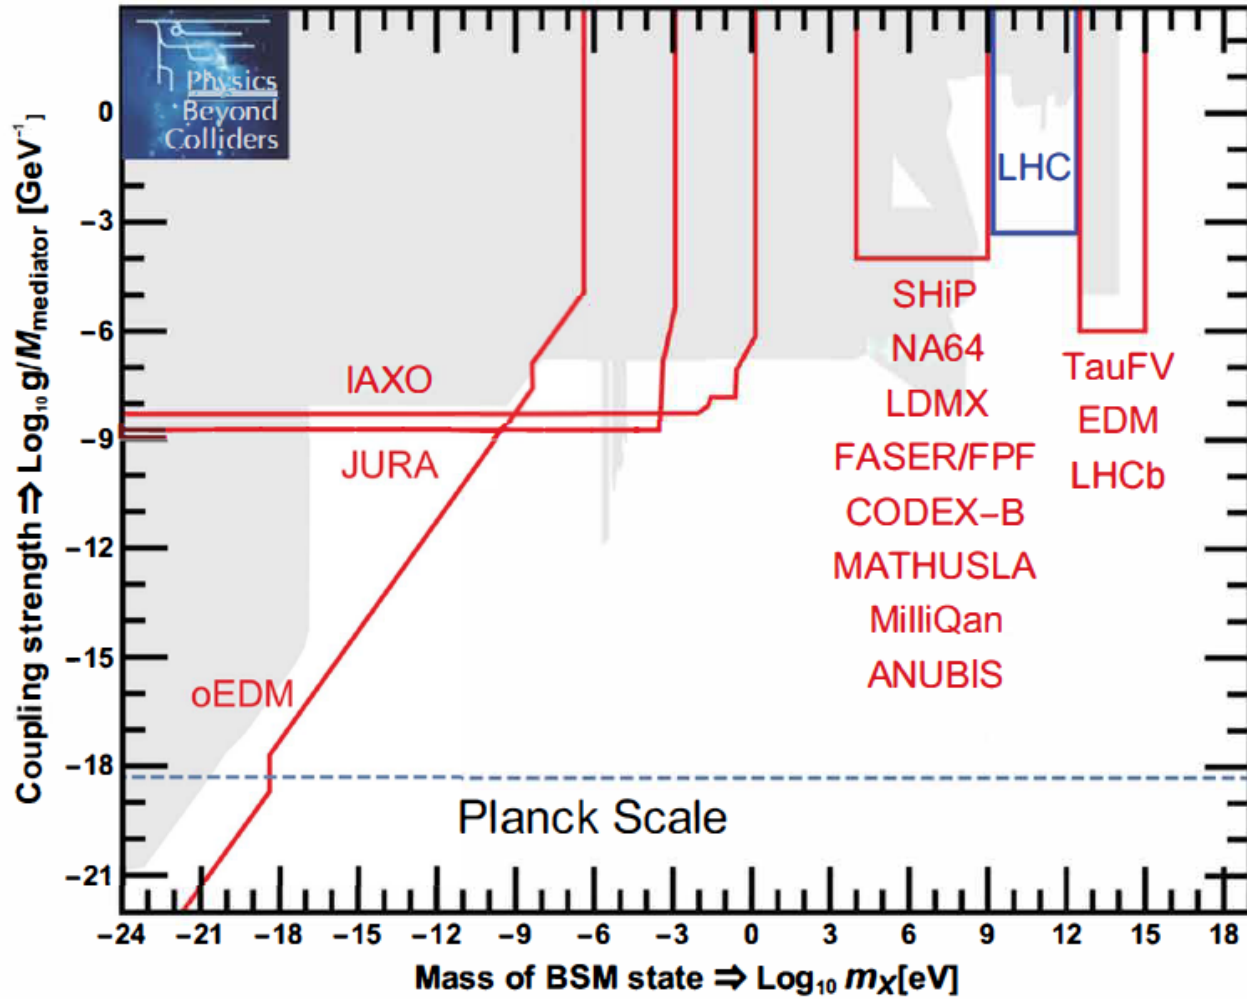 Physics
Beyond
Colliders
Coupling strength ⇒ Log₁₀ g/M_mediator [GeV⁻¹]
0
−3
−6
−9
−12
−15
−18
−21
LHC
SHiP
NA64
LDMX
FASER/FPF
CODEX−B
MATHUSLA
MilliQan
ANUBIS
TauFV
EDM
LHCb
IAXO
JURA
oEDM
Planck Scale
−24 −21 −18 −15 −12 −9 −6 −3 0 3 6 9 12 15 18
Mass of BSM state ⇒ Log₁₀ m_X[eV]